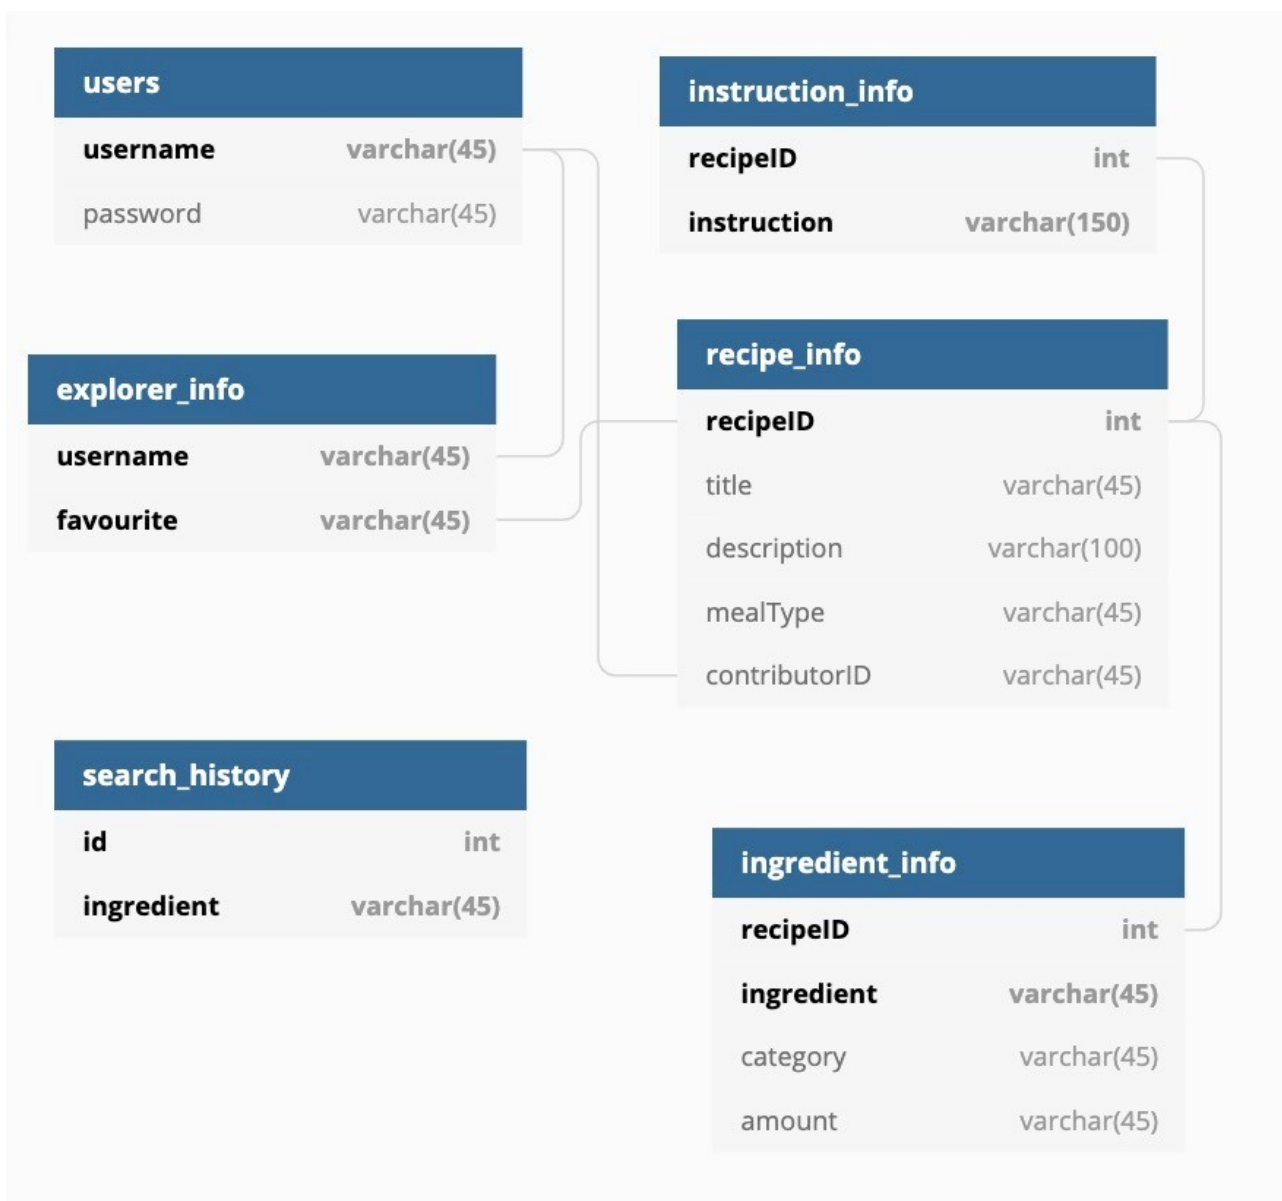 users
username varchar(45)
password varchar(45)
instruction_info
recipeID int
instruction varchar(150)
explorer_info
username varchar(45)
favourite varchar(45)
recipe_info
recipeID int
title varchar(45)
description varchar(100)
mealType varchar(45)
contributorID varchar(45)
search_history
id int
ingredient varchar(45)
ingredient_info
recipeID int
ingredient varchar(45)
category varchar(45)
amount varchar(45)